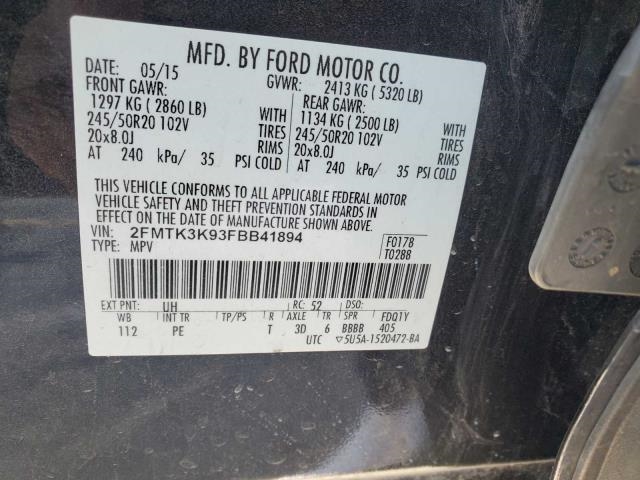 MFD. BY FORD MOTOR CO.
DATE: 05/15 GVWR: 2413 KG ( 5320 LB)
FRONT GAWR: REAR GAWR:
1297 KG ( 2860 LB) WITH 1134 KG ( 2500 LB) WITH
245/50R20 102V TIRES 245/50R20 102V TIRES
20x8.0J RIMS 20x8.0J RIMS
AT 240 kPa/ 35 PSI COLD AT 240 kPa/ 35 PSI COLD
THIS VEHICLE CONFORMS TO ALL APPLICABLE FEDERAL MOTOR
VEHICLE SAFETY AND THEFT PREVENTION STANDARDS IN
EFFECT ON THE DATE OF MANUFACTURE SHOWN ABOVE.
VIN: 2FMTK3K93FBB41894
TYPE: MPV
F0178
T0288
EXT PNT: UH RC: 52 DSO:
WB INT TR TP/PS R AXLE TR SPR FDQ1Y
112 PE T 3D 6 BBBB 405
UTC ▽5U5A-1520472-BA